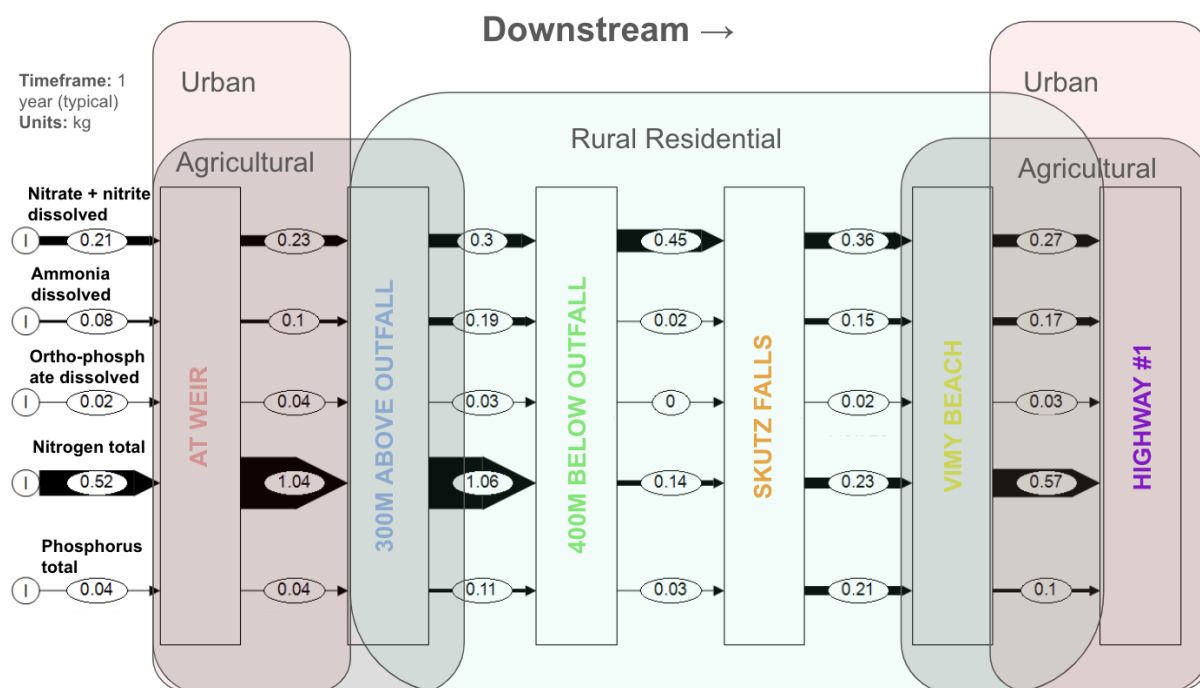 Downstream →
Timeframe: 1
year (typical)
Units: kg
Urban
Urban
Rural Residential
Agricultural
Agricultural
Nitrate + nitrite
dissolved
I 0.21 0.23 0.3 0.45 0.36 0.27
Ammonia
dissolved
I 0.08 0.1 0.19 0.02 0.15 0.17
Ortho-phosph
ate dissolved
I 0.02 0.04 0.03 0 0.02 0.03
Nitrogen total
I 0.52 1.04 1.06 0.14 0.23 0.57
Phosphorus
total
I 0.04 0.04 0.11 0.03 0.21 0.1
AT WEIR
300M ABOVE OUTFALL
400M BELOW OUTFALL
SKUTZ FALLS
VIMY BEACH
HIGHWAY #1